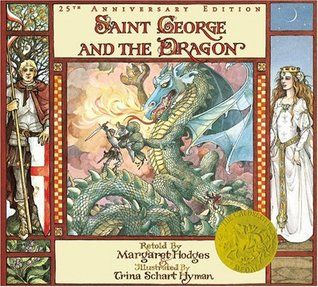 25TH ANNIVERSARY EDITION
SAINT GEORGE
AND THE DRAGON
RETOLD BY
Margaret Hodges
ILLUSTRATED BY
Trina Schart Hyman